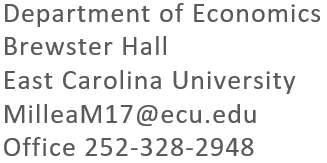 Department of Economics
Brewster Hall
East Carolina University
MilleaM17@ecu.edu
Office 252-328-2948